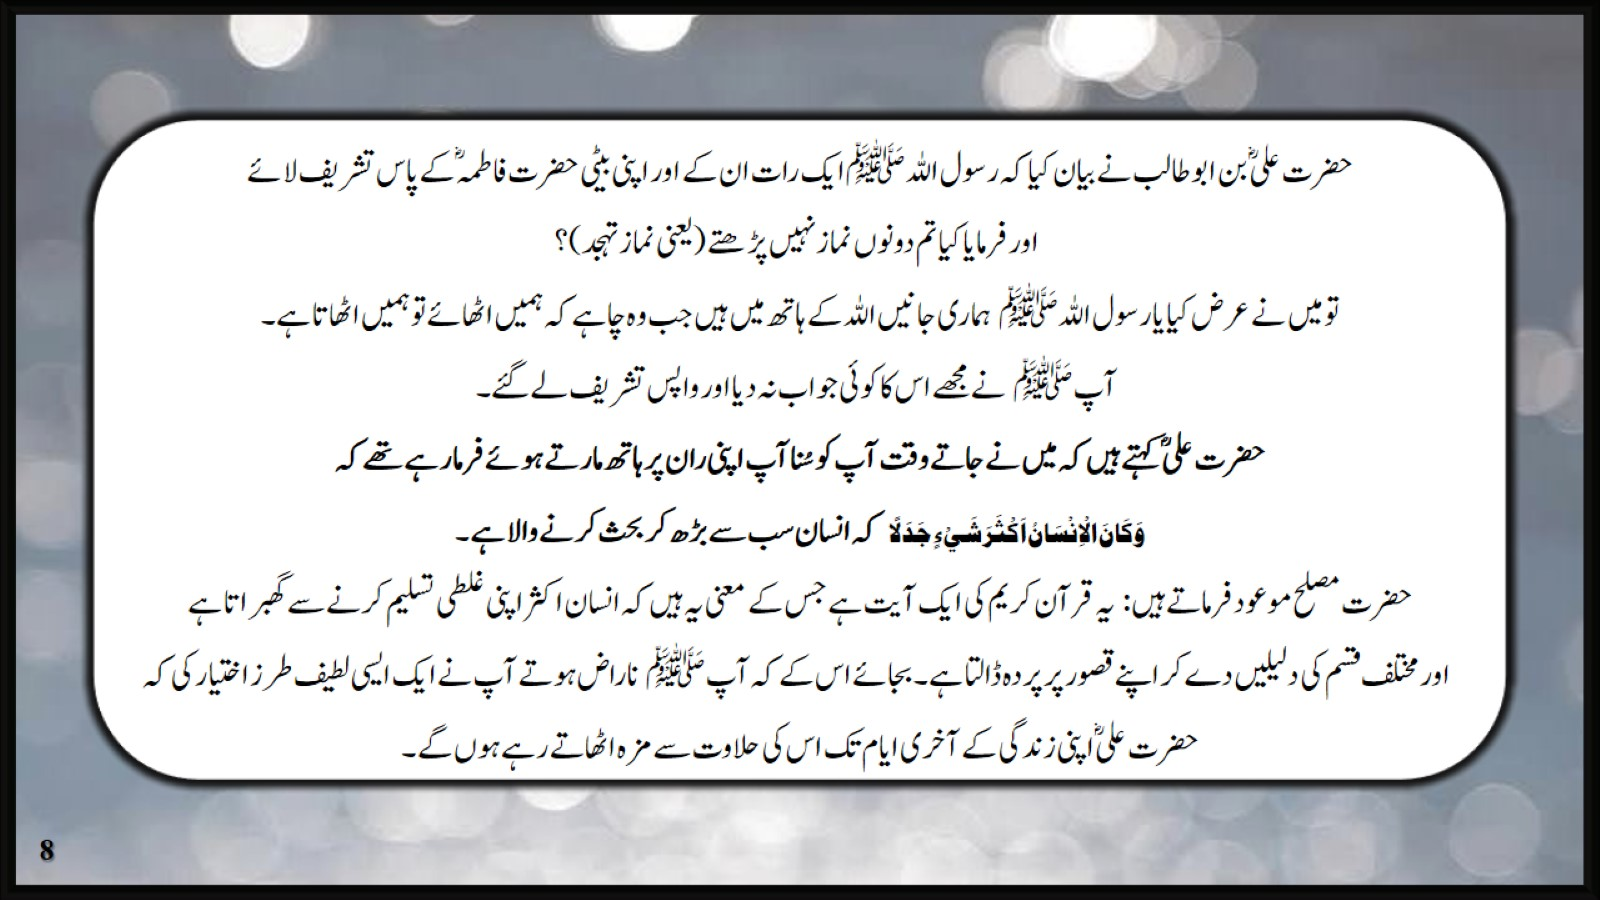 حضرت علیؓ بن ابو طالب نے بیان کیا کہ رسول اللہ ﷺ ایک رات ان کے اور اپنی بیٹی حضرت فاطمہؓ کے پاس تشریف لائے
اور فرمایا کیا تم دونوں نماز نہیں پڑھتے (یعنی نماز تہجد)؟
تو میں نے عرض کیا یا رسول اللہ ﷺ ہماری جانیں اللہ کے ہاتھ میں ہیں جب وہ چاہے کہ ہمیں اٹھائے تو ہمیں اٹھاتا ہے۔
آپ ﷺ نے مجھے اس کا کوئی جواب نہ دیا اور واپس تشریف لے گئے۔
حضرت علیؓ کہتے ہیں کہ میں نے جاتے وقت آپ کو سُنا آپ اپنی ران پر ہاتھ مارتے ہوئے فرما رہے تھے کہ
وَكَانَ الْاِنْسَانُ اَكْثَرَ شَيْءٍ جَدَلًا کہ انسان سب سے بڑھ کر بحث کرنے والا ہے۔
حضرت مصلح موعود فرماتے ہیں: یہ قرآن کریم کی ایک آیت ہے جس کے معنی یہ ہیں کہ انسان اکثر اپنی غلطی تسلیم کرنے سے گھبراتا ہے
اور مختلف قسم کی دلیلیں دے کر اپنے قصور پر پردہ ڈالتا ہے۔ بجائے اس کے کہ آپ ﷺ ناراض ہوتے آپ نے ایک ایسی لطیف طرز اختیار کی کہ
حضرت علیؓ اپنی زندگی کے آخری ایام تک اس کی حلاوت سے مزہ اٹھاتے رہے ہوں گے۔
8